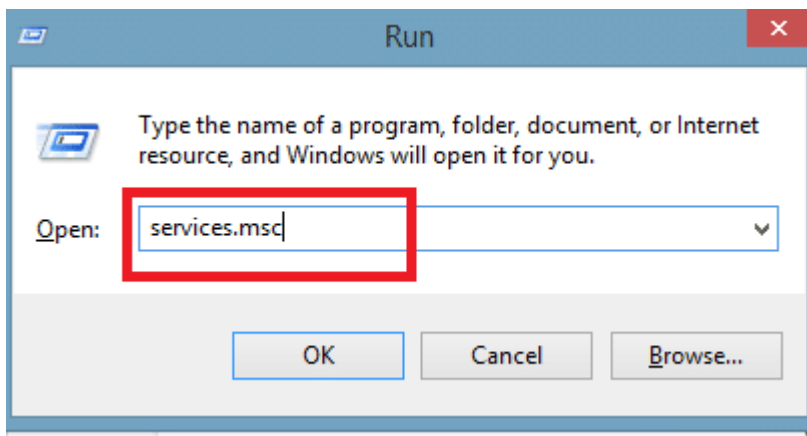 Run
Type the name of a program, folder, document, or Internet
resource, and Windows will open it for you.
Open: services.msc
OK Cancel Browse...